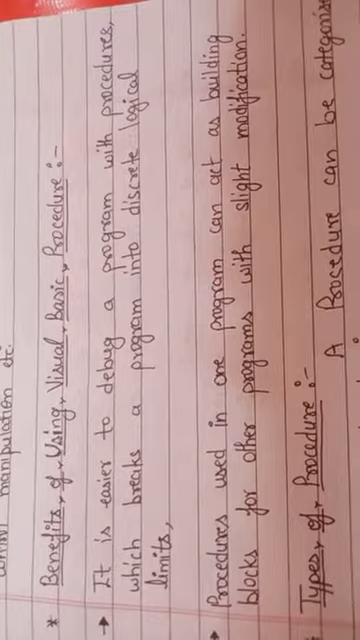 manipulation etc.
* Benefits of Using Visual Basic Procedure :-
→ It is easier to debug a program with procedures,
which breaks a program into discrete logical
limits,
→ Procedures used in one program can act as building
blocks for other programs with slight modification.
Types of Procedure :-
A Procedure can be categorise